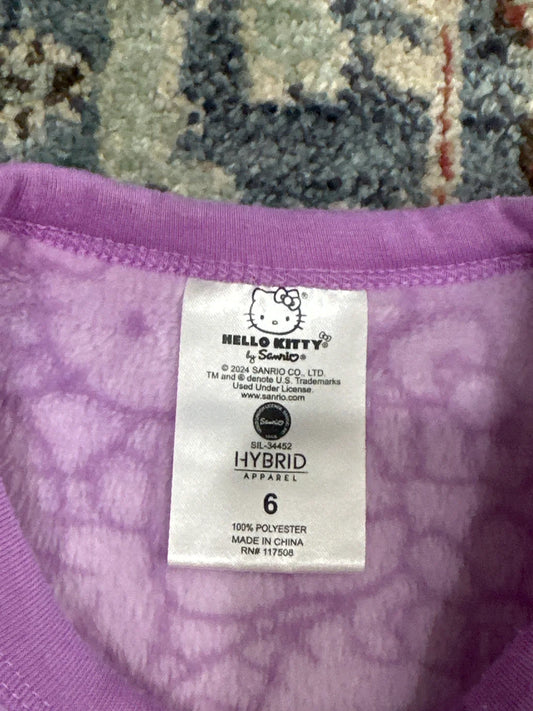 HELLO KITTY®
by Sanrio®
© 2024 SANRIO CO., LTD.
TM and ® denote U.S. Trademarks
Used Under License.
www.sanrio.com
Sanrio
SIL-34452
HYBRID
APPAREL
6
100% POLYESTER
MADE IN CHINA
RN# 117508